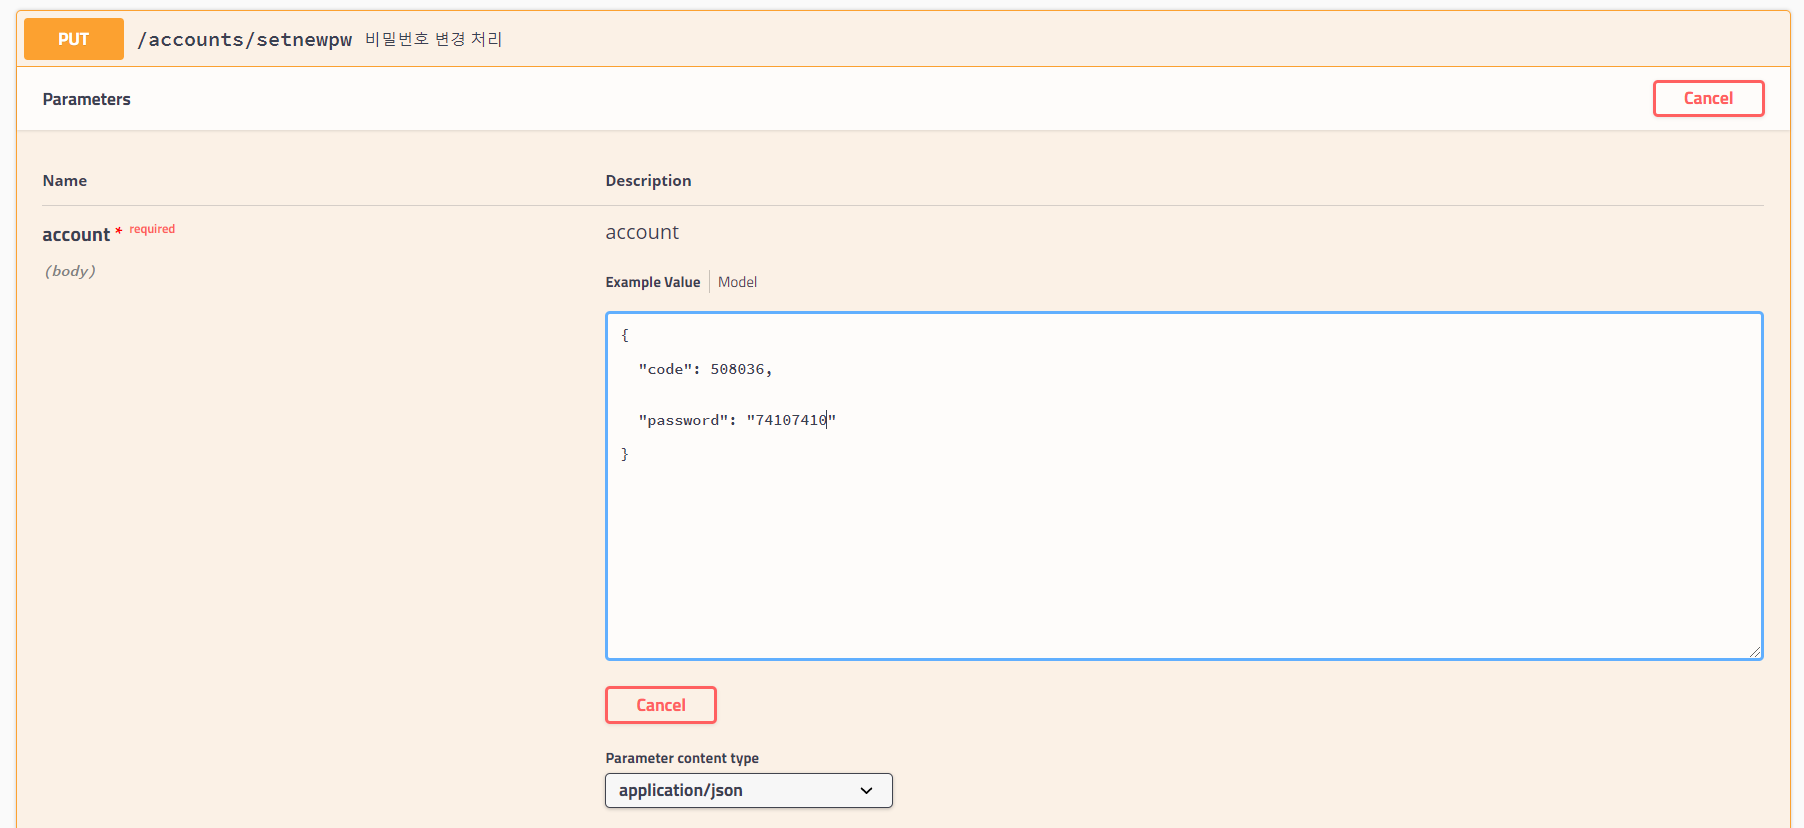 PUT /accounts/setnewpw 비밀번호 변경 처리
Parameters Cancel
Name Description
account * required account
(body)
Example Value Model
{
"code": 508036,
"password": "74107410"
}
Cancel
Parameter content type
application/json